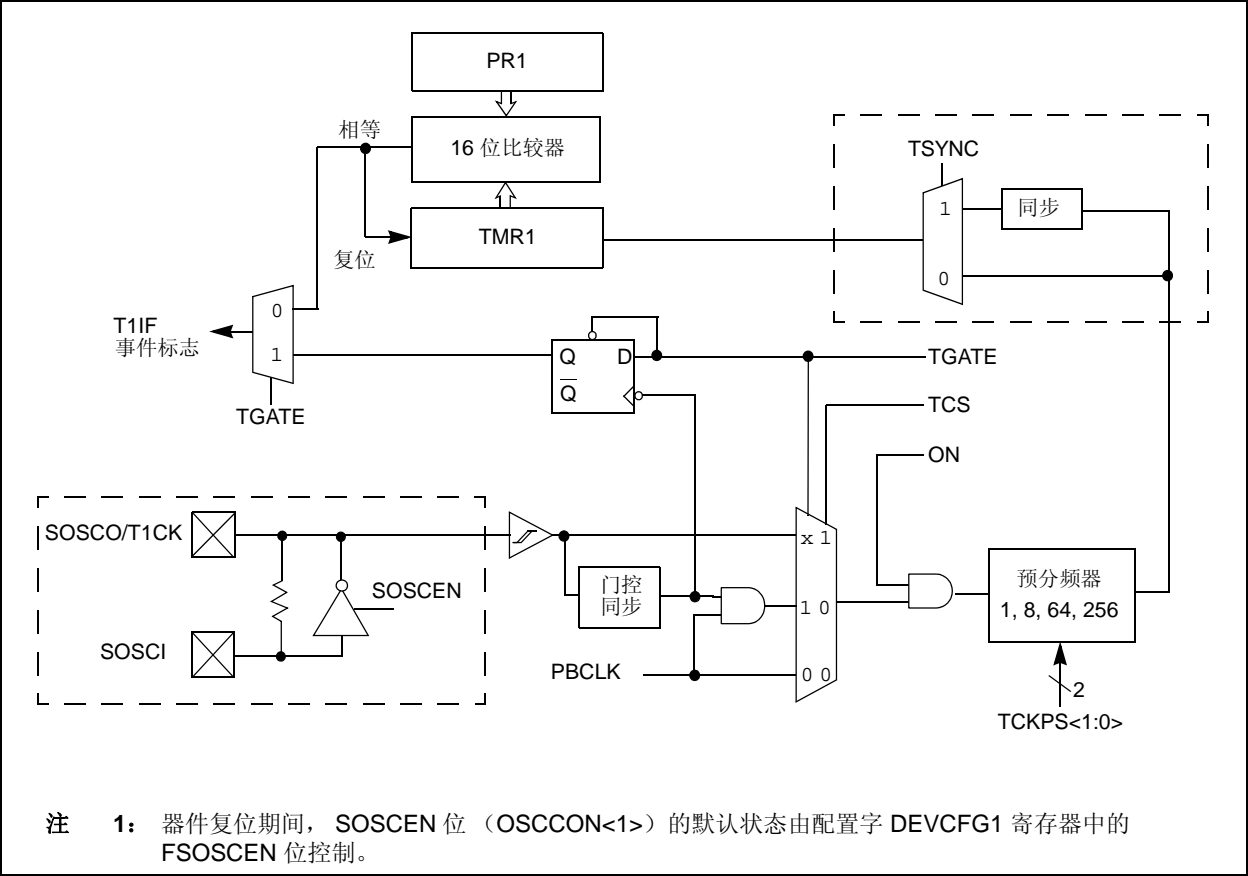 PR1
相等
16 位比较器
TSYNC
1
同步
TMR1
复位
0
0
T1IF
事件标志
1
TGATE
Q
D
Q
TGATE
TCS
ON
SOSCO/T1CK
x 1
门控
同步
SOSCEN
1 0
预分频器
1, 8, 64, 256
SOSCI
PBCLK
0 0
2
TCKPS<1:0>
注 1： 器件复位期间， SOSCEN 位 （OSCCON<1>）的默认状态由配置字 DEVCFG1 寄存器中的
FSOSCEN 位控制。